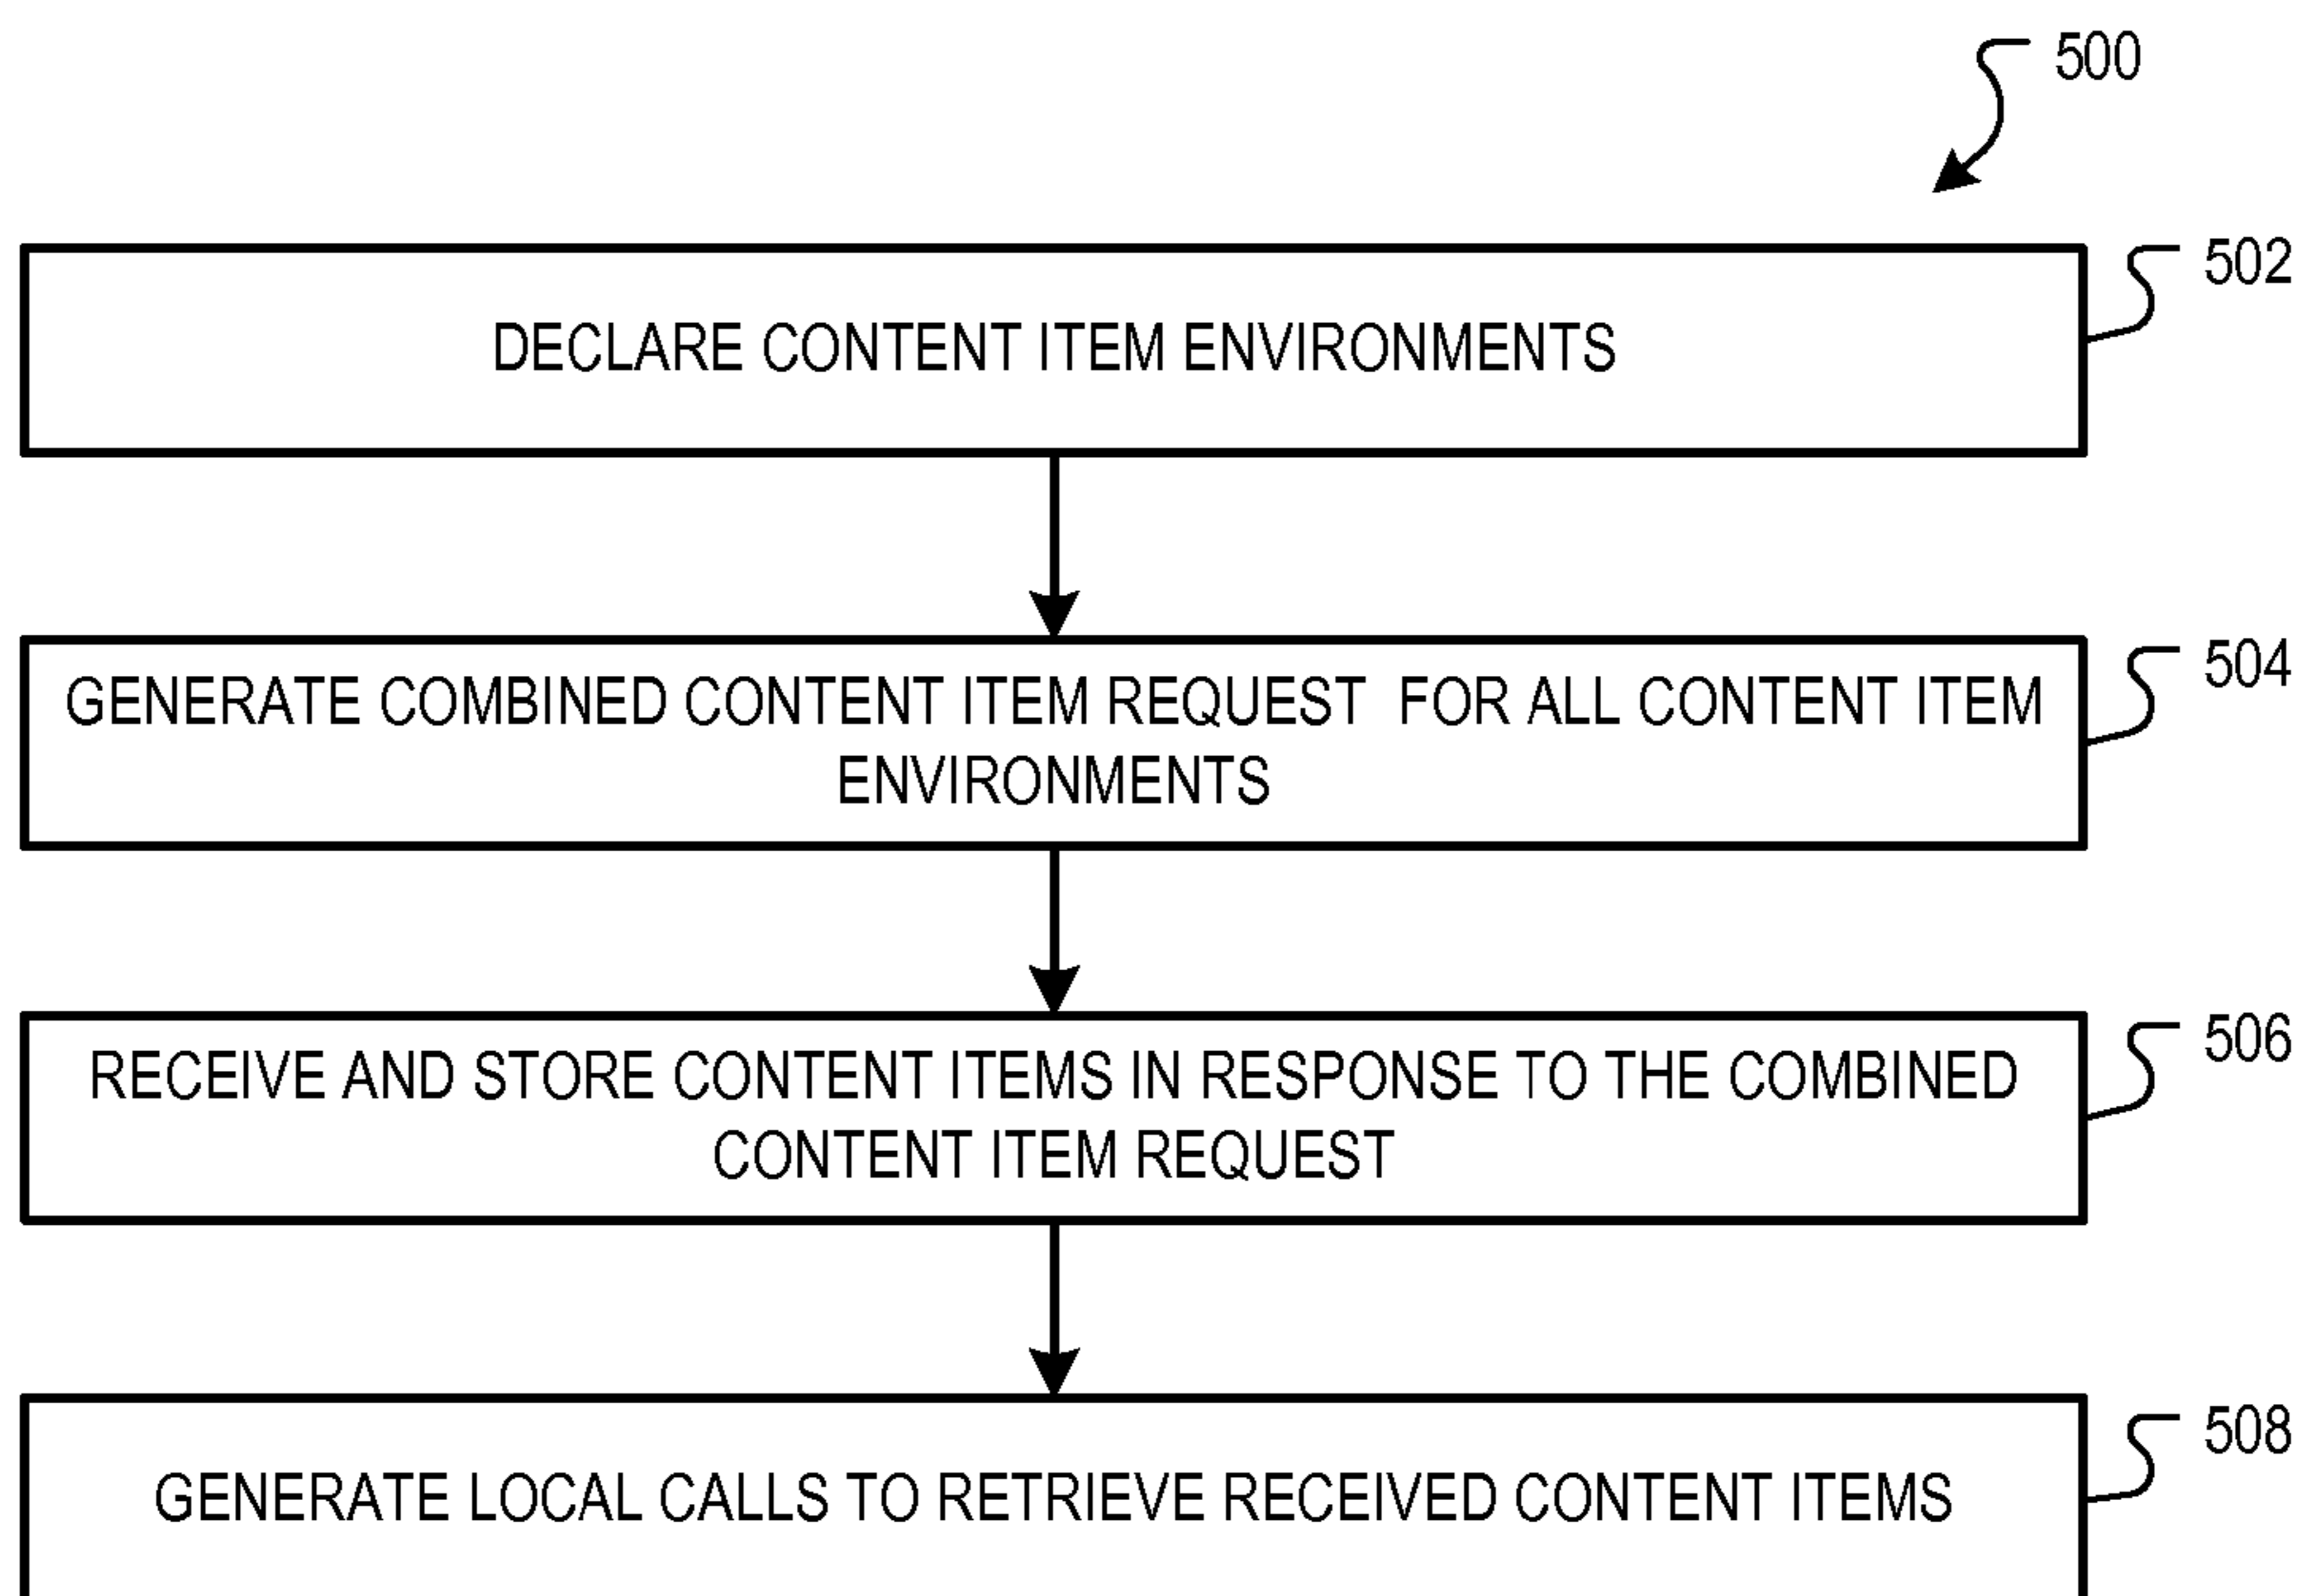 500
502
DECLARE CONTENT ITEM ENVIRONMENTS
504
GENERATE COMBINED CONTENT ITEM REQUEST FOR ALL CONTENT ITEM
ENVIRONMENTS
506
RECEIVE AND STORE CONTENT ITEMS IN RESPONSE TO THE COMBINED
CONTENT ITEM REQUEST
508
GENERATE LOCAL CALLS TO RETRIEVE RECEIVED CONTENT ITEMS